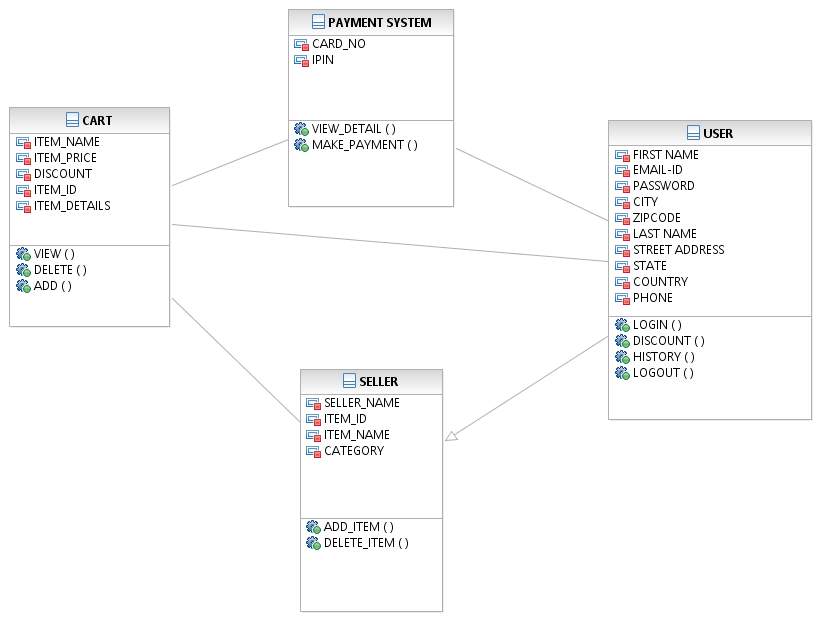 PAYMENT SYSTEM
CARD_NO
IPIN
VIEW_DETAIL ( )
MAKE_PAYMENT ( )
CART
ITEM_NAME
ITEM_PRICE
DISCOUNT
ITEM_ID
ITEM_DETAILS
VIEW ( )
DELETE ( )
ADD ( )
USER
FIRST NAME
EMAIL-ID
PASSWORD
CITY
ZIPCODE
LAST NAME
STREET ADDRESS
STATE
COUNTRY
PHONE
LOGIN ( )
DISCOUNT ( )
HISTORY ( )
LOGOUT ( )
SELLER
SELLER_NAME
ITEM_ID
ITEM_NAME
CATEGORY
ADD_ITEM ( )
DELETE_ITEM ( )